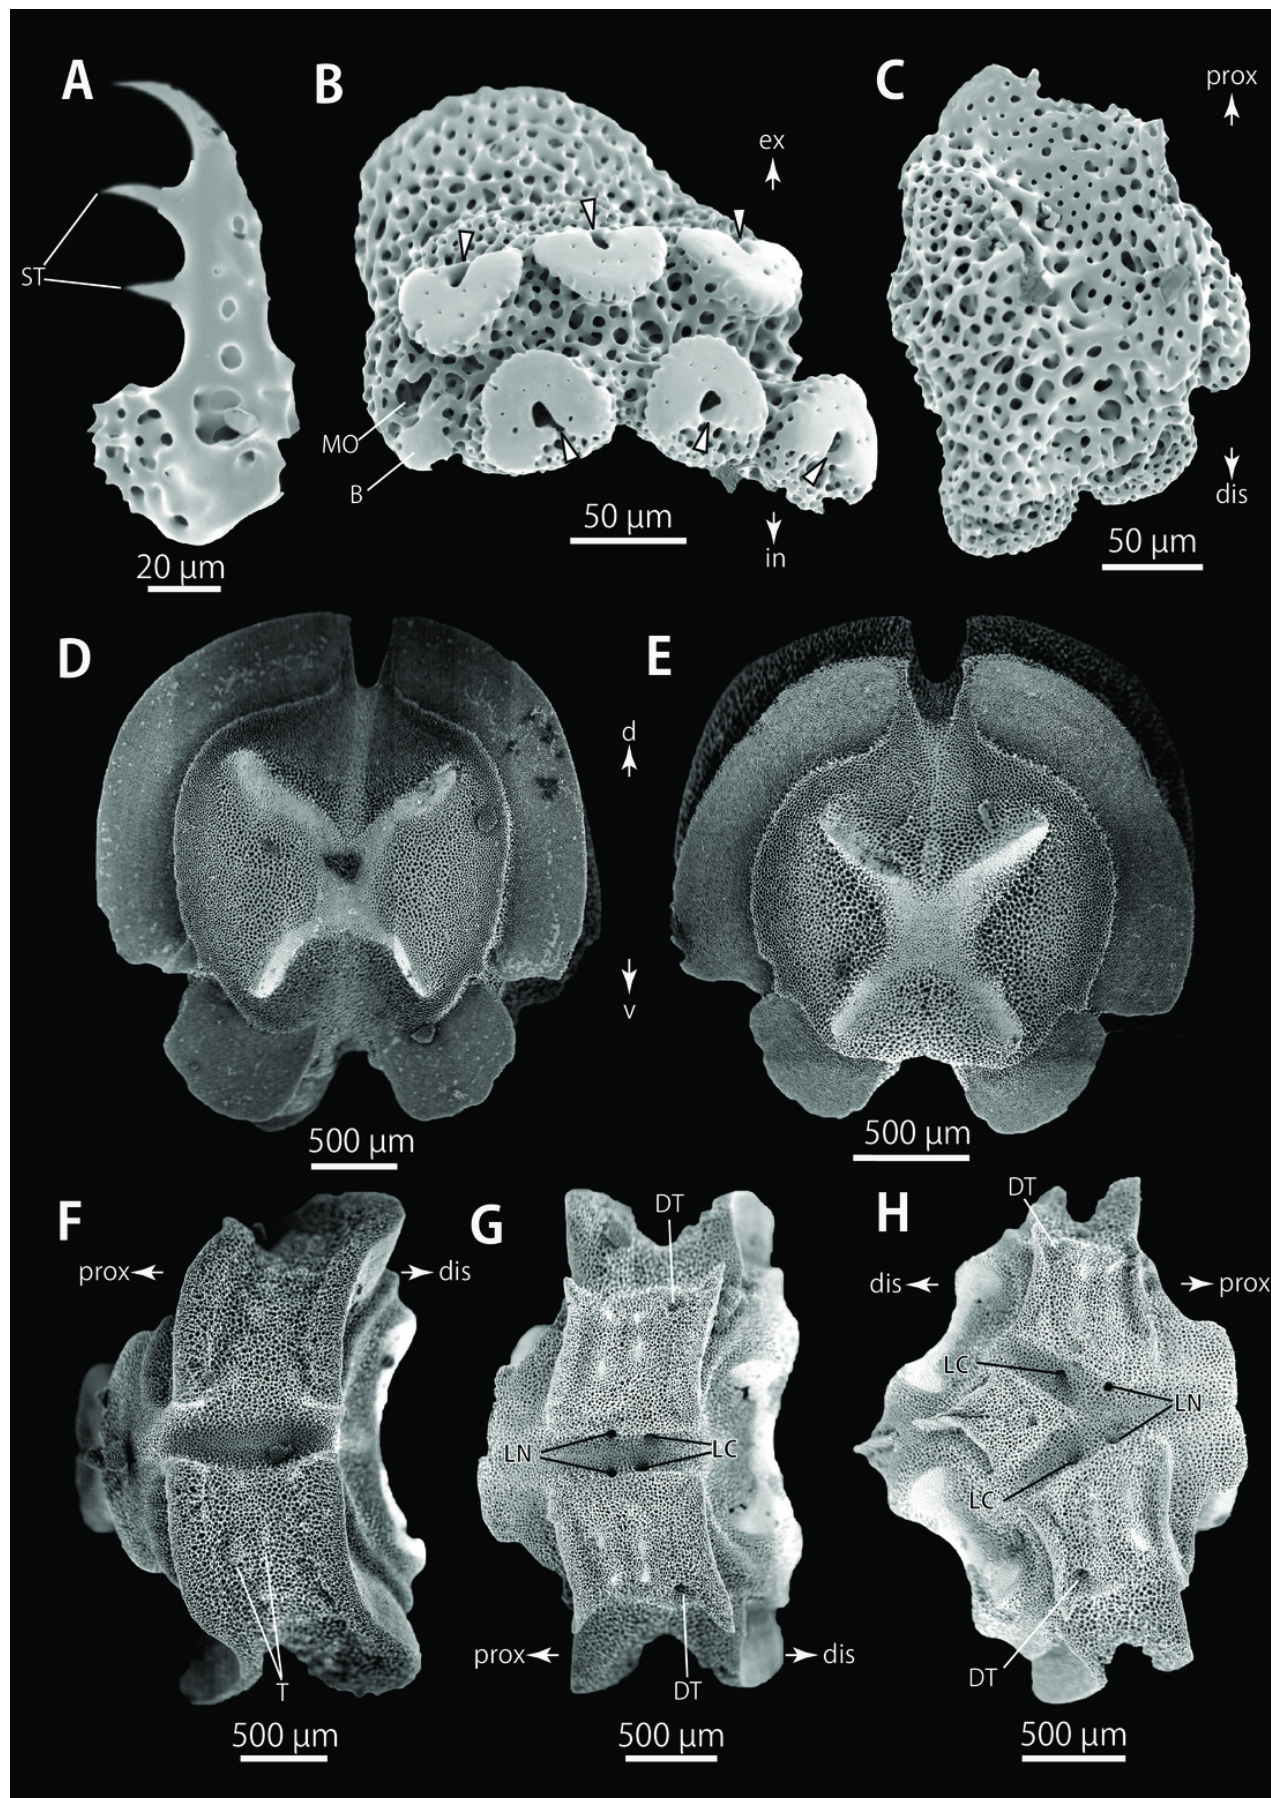 A
B
C
prox
ex
ST
MO
B
dis
in
50 µm
50 µm
20 µm
D
E
d
v
500 µm
500 µm
F
G
H
DT
DT
prox
dis
dis
prox
LC
LN
LN
LC
LC
prox
dis
DT
T
DT
500 µm
500 µm
500 µm